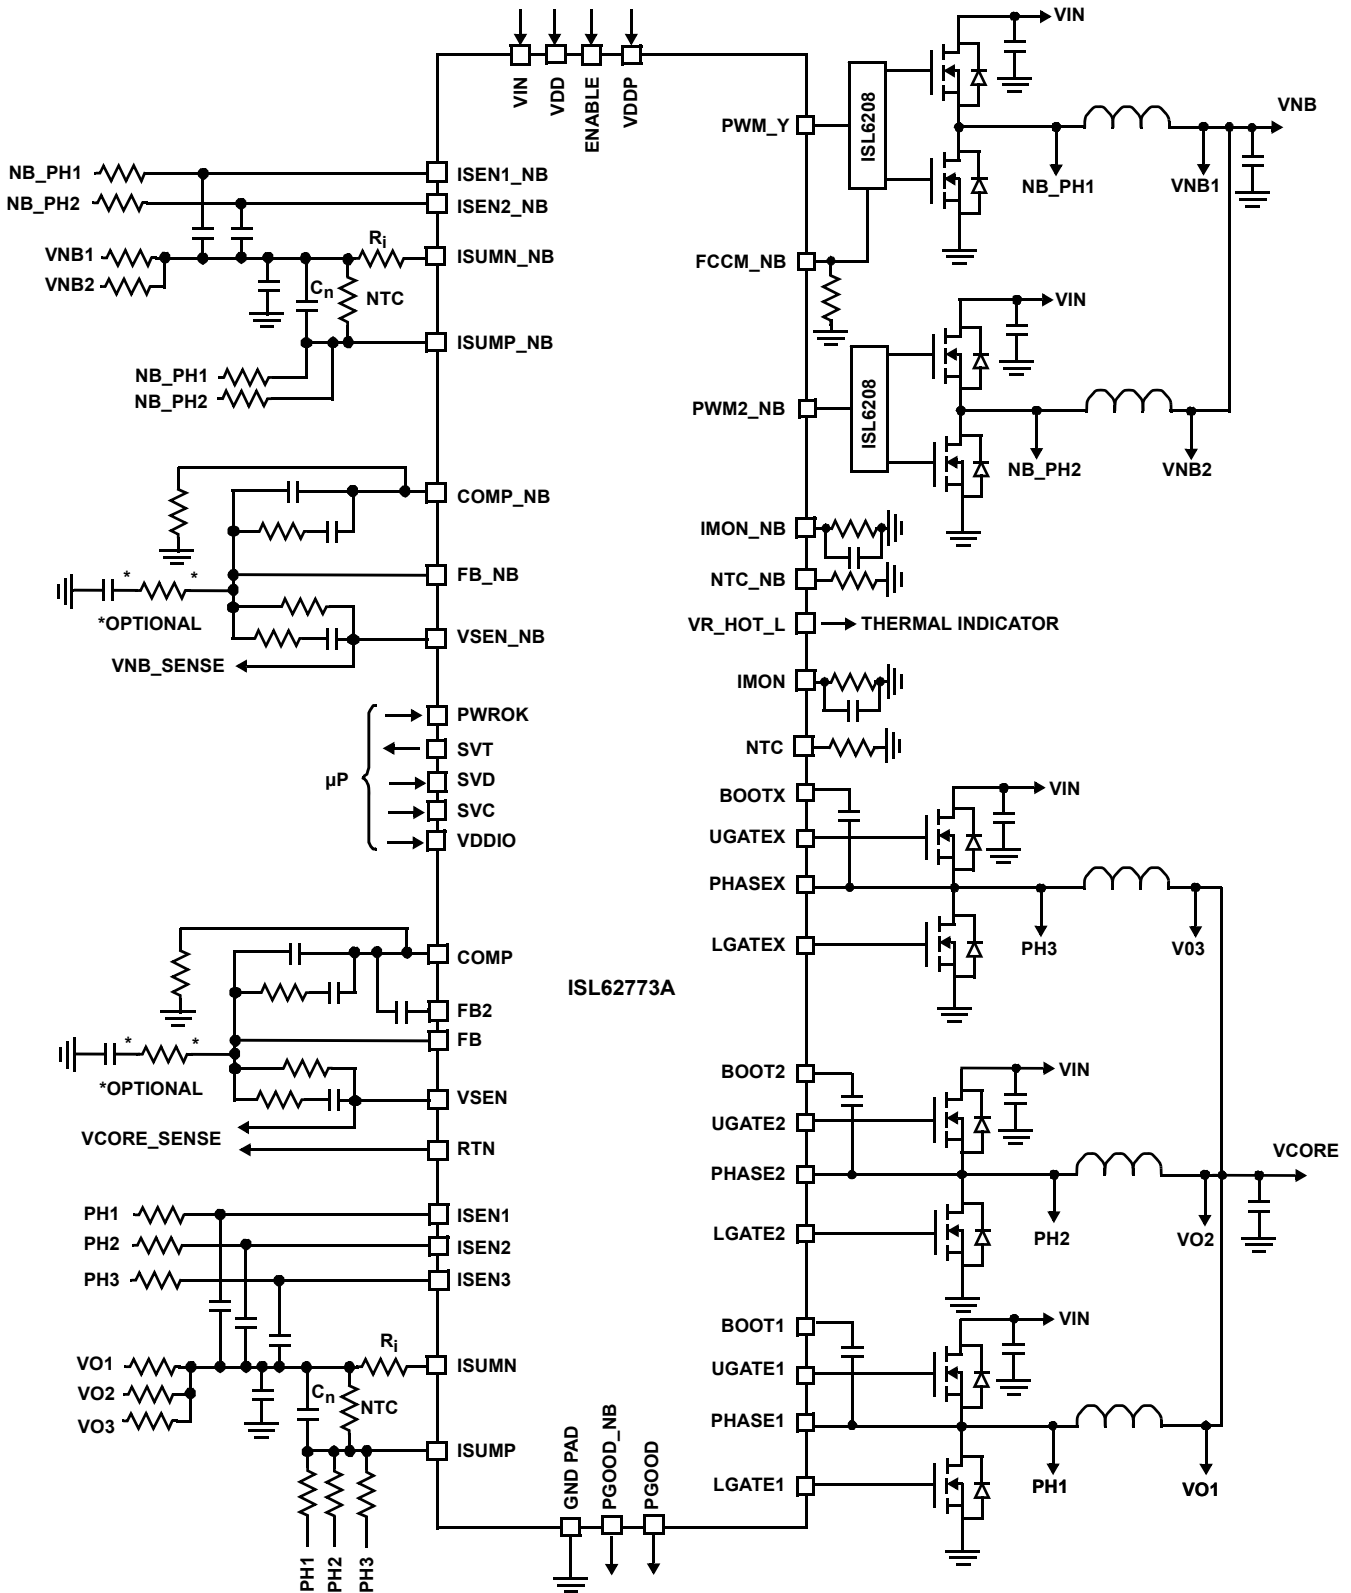 VIN
VDD
ENABLE
VDDP
VIN
PWM_Y
ISL6208
VNB
NB_PH1
VNB1
NB_PH1
ISEN1_NB
NB_PH2
ISEN2_NB
VNB1
VNB2
Ri
ISUMN_NB
FCCM_NB
Cn
NTC
ISUMP_NB
NB_PH1
NB_PH2
VIN
PWM2_NB
ISL6208
NB_PH2
VNB2
COMP_NB
FB_NB
* *
*OPTIONAL
VSEN_NB
VNB_SENSE
IMON_NB
NTC_NB
VR_HOT_L
THERMAL INDICATOR
IMON
NTC
µP
PWROK
SVT
SVD
SVC
VDDIO
BOOTX
VIN
UGATEX
PHASEX
LGATEX
PH3
V03
ISL62773A
COMP
FB2
FB
* *
*OPTIONAL
VSEN
VCORE_SENSE
RTN
BOOT2
VIN
UGATE2
PHASE2
LGATE2
PH2
VO2
VCORE
PH1
ISEN1
PH2
ISEN2
PH3
ISEN3
VO1
VO2
VO3
Ri
ISUMN
Cn
NTC
ISUMP
PH1
PH2
PH3
BOOT1
VIN
UGATE1
PHASE1
LGATE1
PH1
VO1
GND PAD
PGOOD_NB
PGOOD